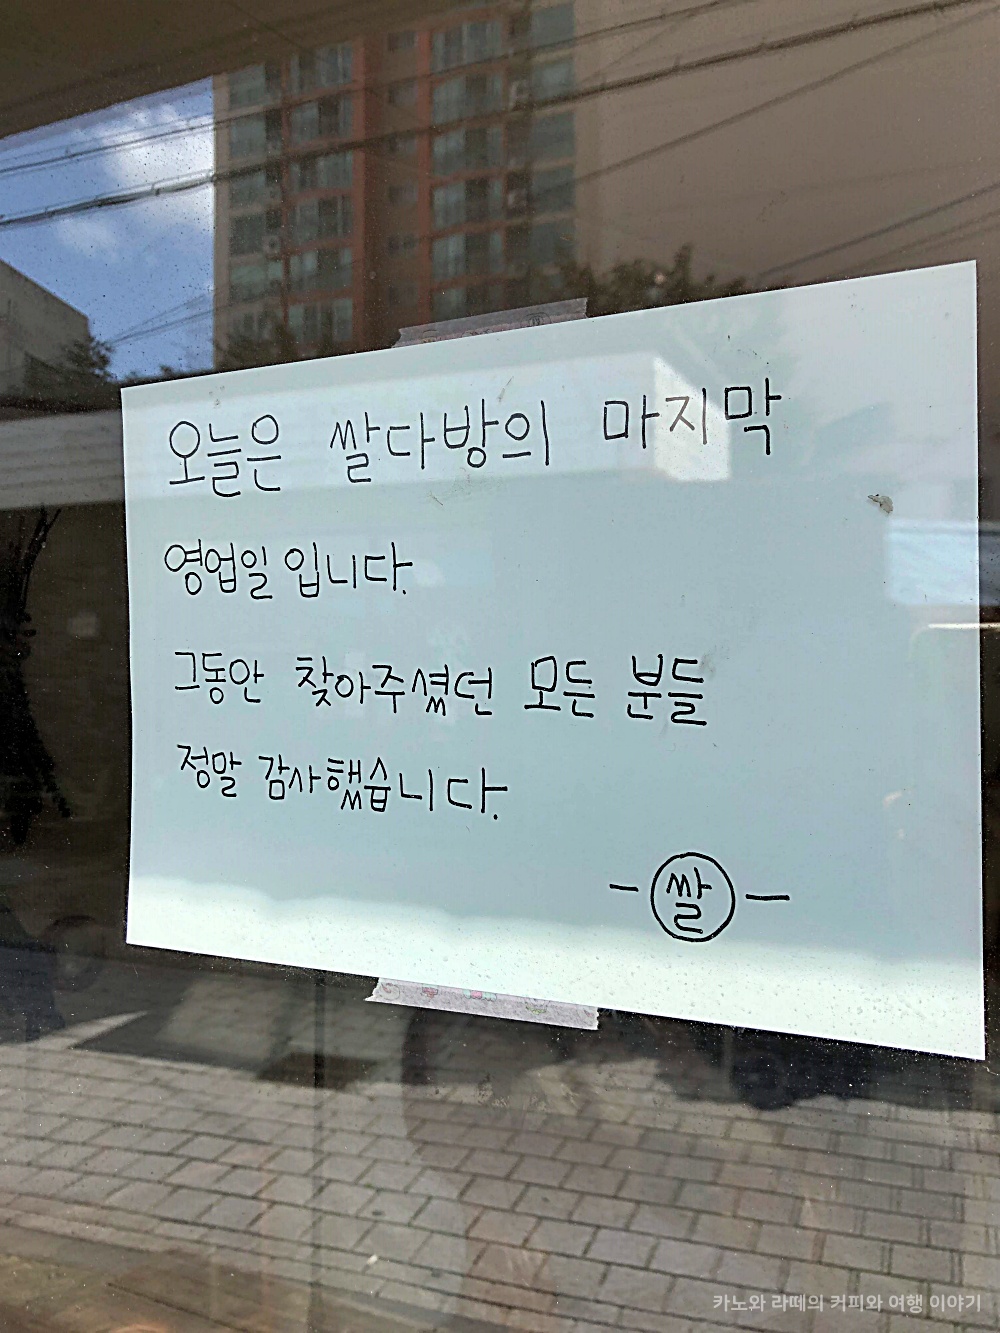 오늘은 쌀다방의 마지막
영업일 입니다.
그동안 찾아주셨던 모든 분들
정말 감사했습니다.
- 쌀 -
카노와 라떼의 커피와 여행 이야기